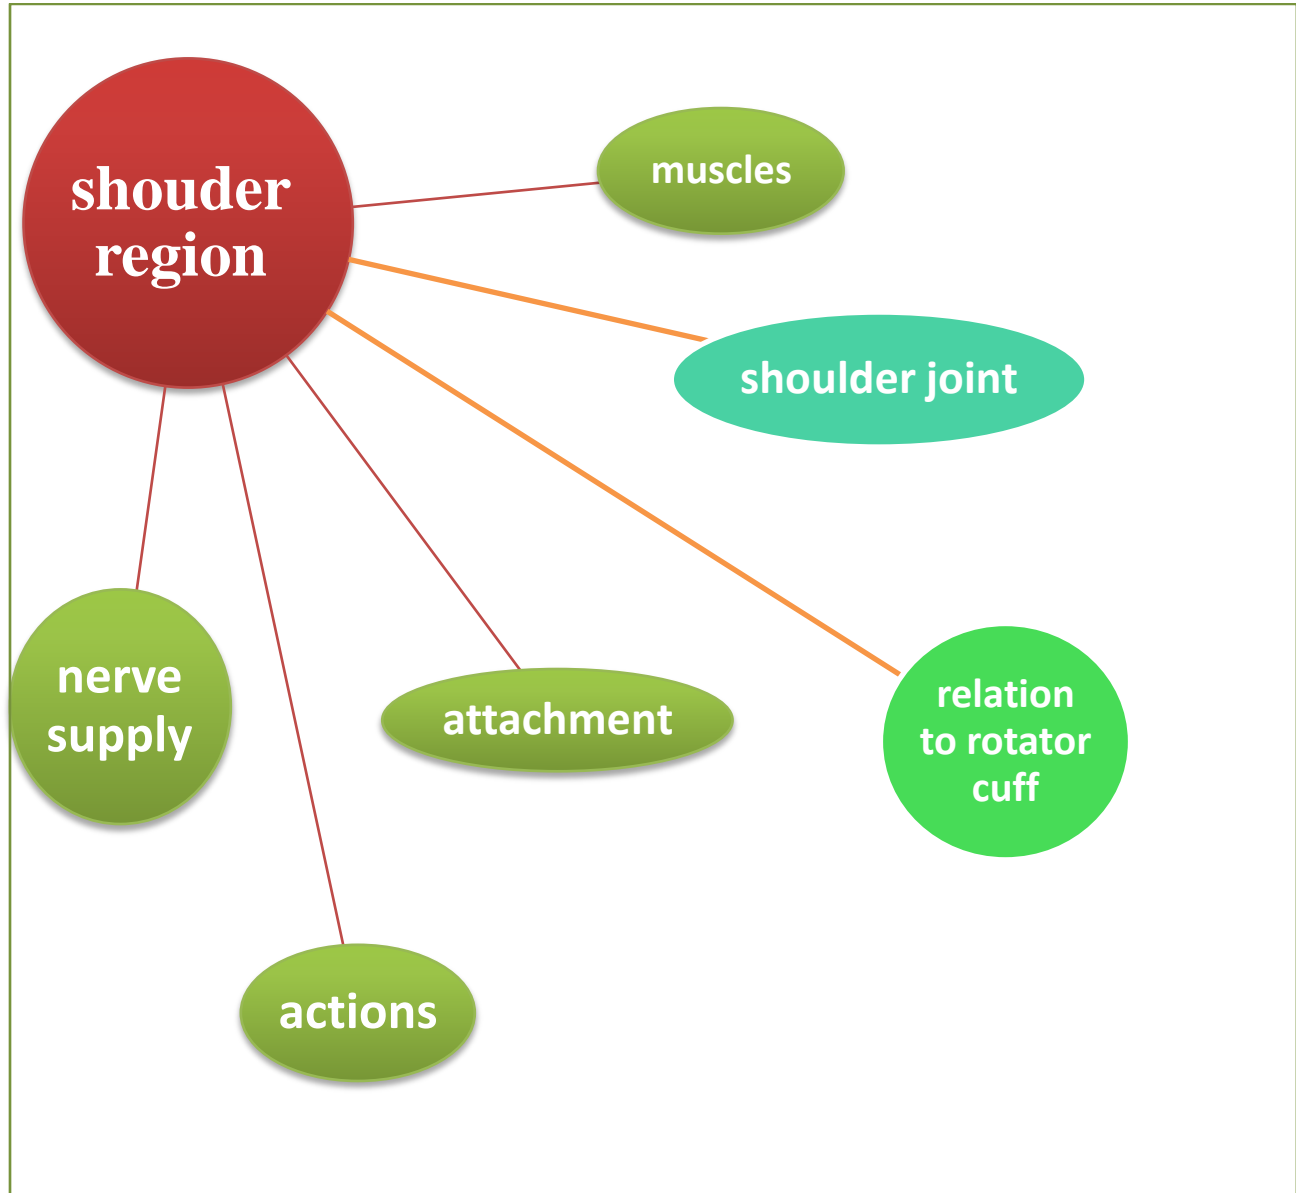 shouder
region
muscles
shoulder joint
relation
to rotator
cuff
attachment
nerve
supply
actions